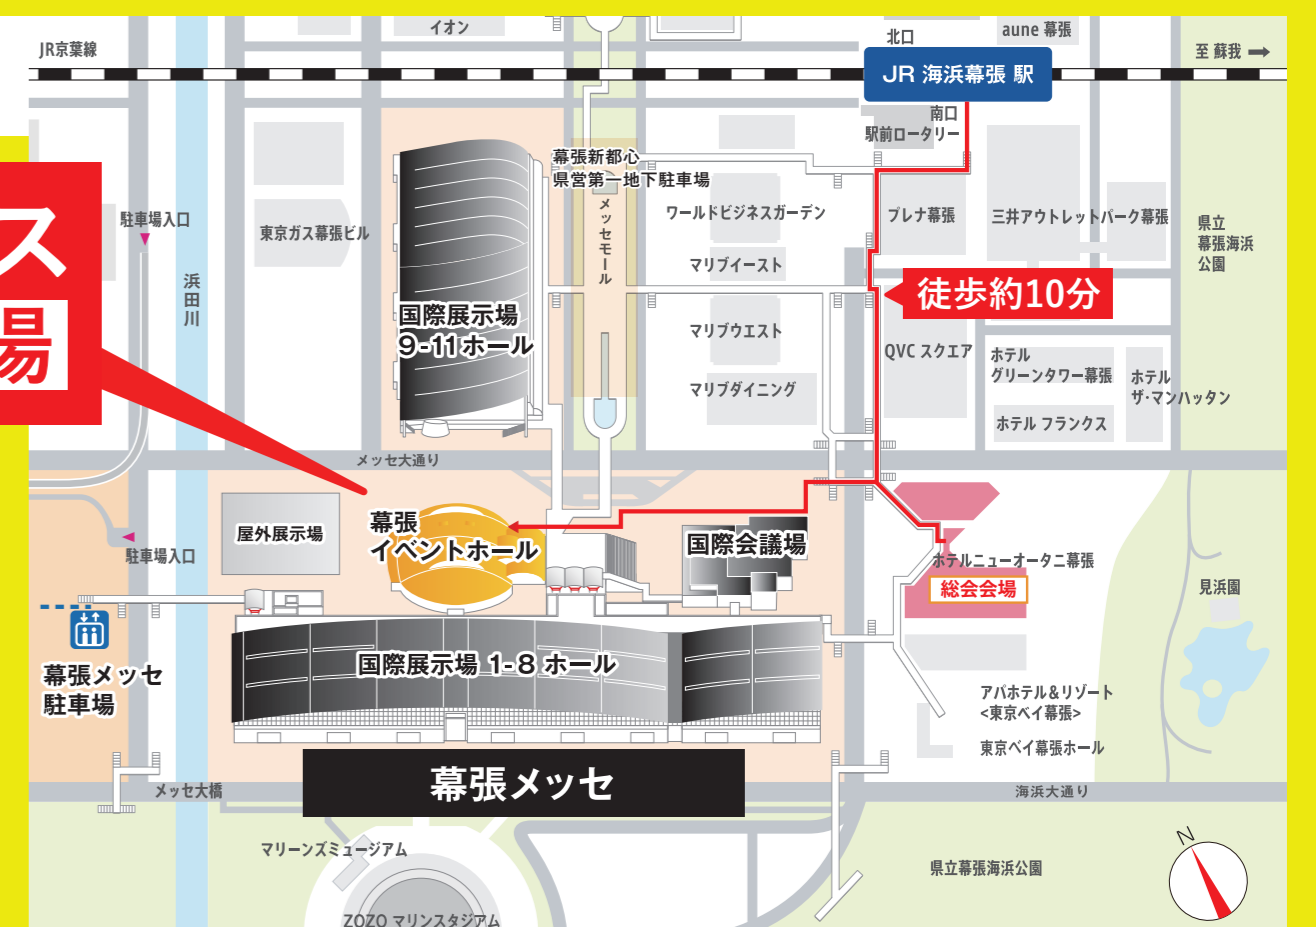 イオン
北口
aune 幕張
JR京葉線
至 蘇我
JR 海浜幕張 駅
南口
駅前ロータリー
幕張新都心
県営第一地下駐車場
メッセモール
ワールドビジネスガーデン
プレナ幕張
三井アウトレットパーク幕張
県立
幕張海浜
公園
駐車場入口
東京ガス幕張ビル
ス
場
浜田川
マリブイースト
徒歩約10分
国際展示場
9-11ホール
マリブウエスト
QVC スクエア
ホテル
グリーンタワー幕張
ホテル
ザ・マンハッタン
マリブダイニング
ホテル フランクス
メッセ大通り
屋外展示場
幕張
イベントホール
国際会議場
駐車場入口
ホテルニューオータニ幕張
総会会場
見浜園
幕張メッセ
駐車場
国際展示場 1-8 ホール
アパホテル&リゾート
<東京ベイ幕張>
東京ベイ幕張ホール
幕張メッセ
メッセ大橋
海浜大通り
マリーンズミュージアム
県立幕張海浜公園
N
ZOZO マリンスタジアム